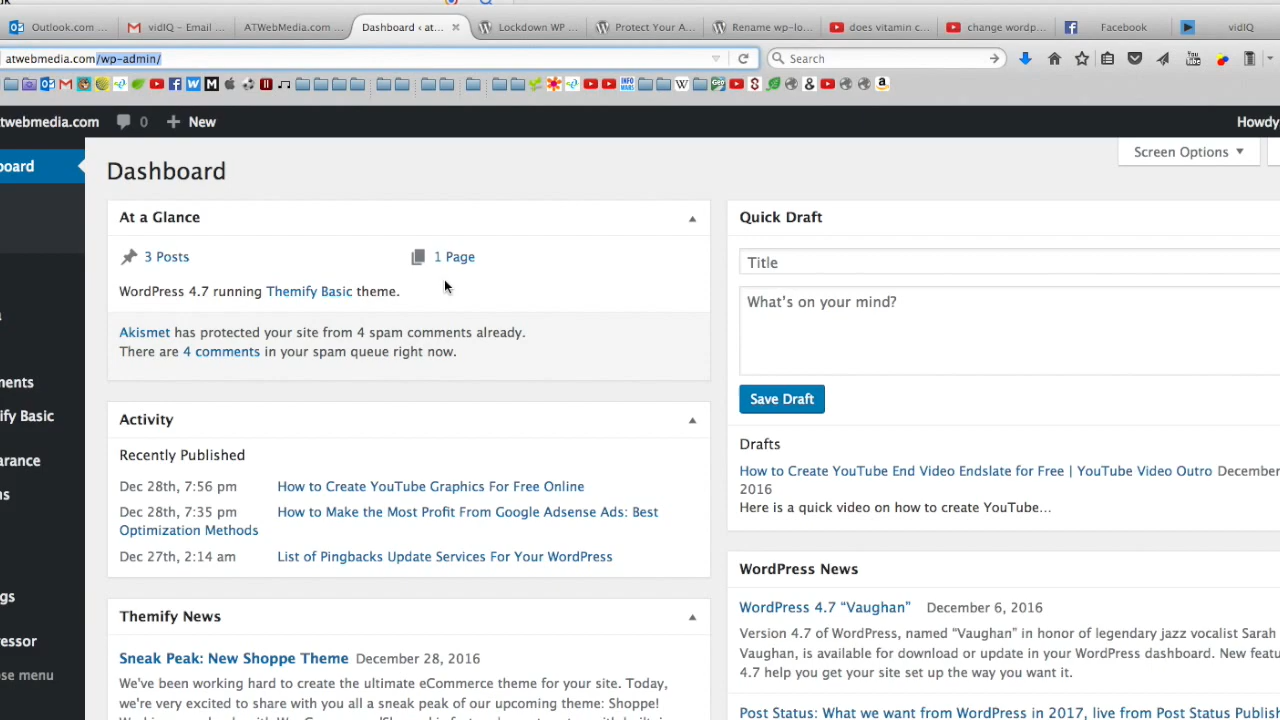 Outlook.com ...
vidIQ - Email ...
ATWebMedia.com ...
Dashboard ‹ at...
Lockdown WP ...
Protect Your A...
Rename wp-lo...
does vitamin c...
change wordp...
Facebook
vidIQ
atwebmedia.com/wp-admin/
Search
twebmedia.com
0
New
Howdy
board
Dashboard
Screen Options
At a Glance
3 Posts
1 Page
WordPress 4.7 running Themify Basic theme.
Akismet has protected your site from 4 spam comments already.
There are 4 comments in your spam queue right now.
ments
ify Basic
arance
ns
gs
essor
se menu
Activity
Recently Published
Dec 28th, 7:56 pm How to Create YouTube Graphics For Free Online
Dec 28th, 7:35 pm How to Make the Most Profit From Google Adsense Ads: Best
Optimization Methods
Dec 27th, 2:14 am List of Pingbacks Update Services For Your WordPress
Themify News
Sneak Peak: New Shoppe Theme December 28, 2016
We've been working hard to create the ultimate eCommerce theme for your site. Today,
we're very excited to share with you all a sneak peak of our upcoming theme: Shoppe!
Quick Draft
Title
What's on your mind?
Save Draft
Drafts
How to Create YouTube End Video Endslate for Free | YouTube Video Outro December
2016
Here is a quick video on how to create YouTube...
WordPress News
WordPress 4.7 “Vaughan” December 6, 2016
Version 4.7 of WordPress, named “Vaughan” in honor of legendary jazz vocalist Sarah
Vaughan, is available for download or update in your WordPress dashboard. New featu
4.7 help you get your site set up the way you want.
Post Status: What we want from WordPress in 2017, live from Post Status Publish